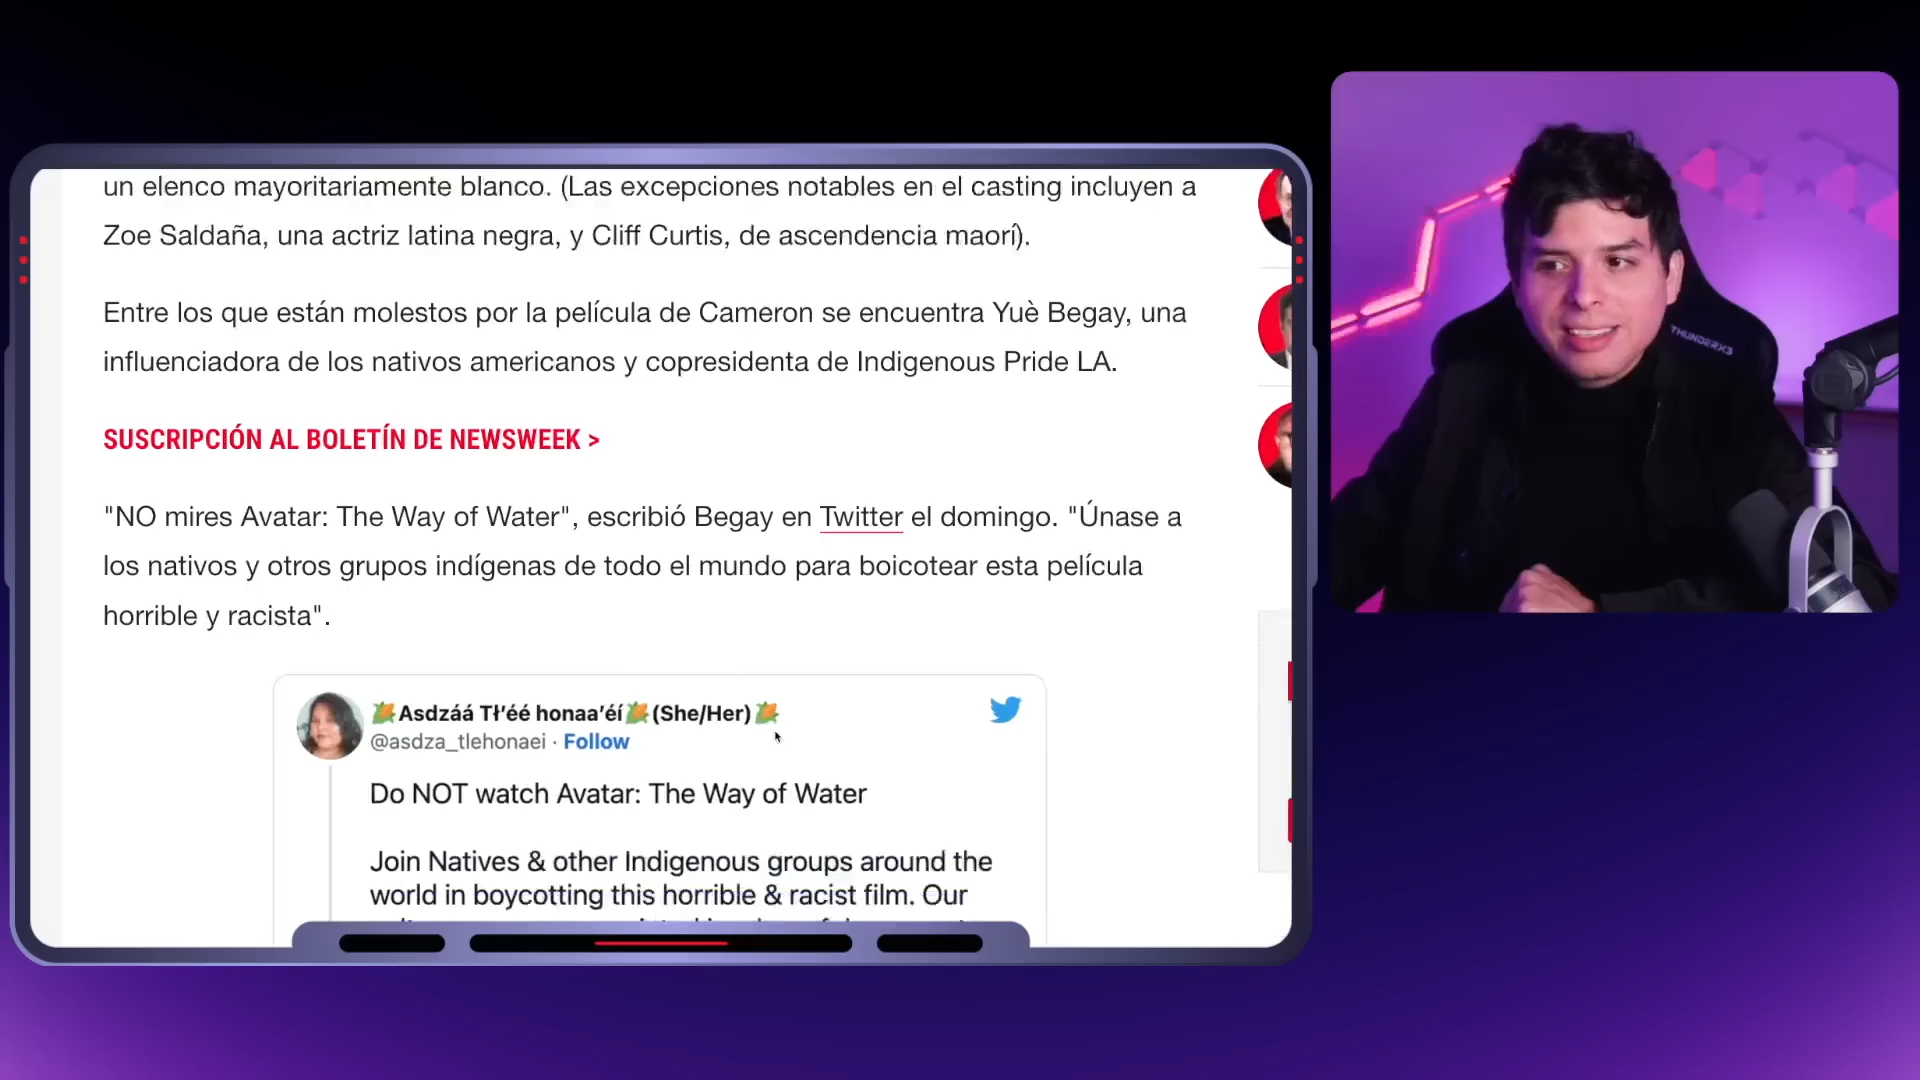 un elenco mayoritariamente blanco. (Las excepciones notables en el casting incluyen a
Zoe Saldaña, una actriz latina negra, y Cliff Curtis, de ascendencia maorí).
Entre los que están molestos por la película de Cameron se encuentra Yuè Begay, una
influenciadora de los nativos americanos y copresidenta de Indigenous Pride LA.
SUSCRIPCIÓN AL BOLETÍN DE NEWSWEEK >
"NO mires Avatar: The Way of Water", escribió Begay en Twitter el domingo. "Únase a
los nativos y otros grupos indígenas de todo el mundo para boicotear esta película
horrible y racista".
🌽Asdzáá Tł'éé honaa'éí🌽(She/Her)🌽
@asdza_tlehonaei · Follow
Do NOT watch Avatar: The Way of Water
Join Natives & other Indigenous groups around the
world in boycotting this horrible & racist film. Our
THUNDERX3